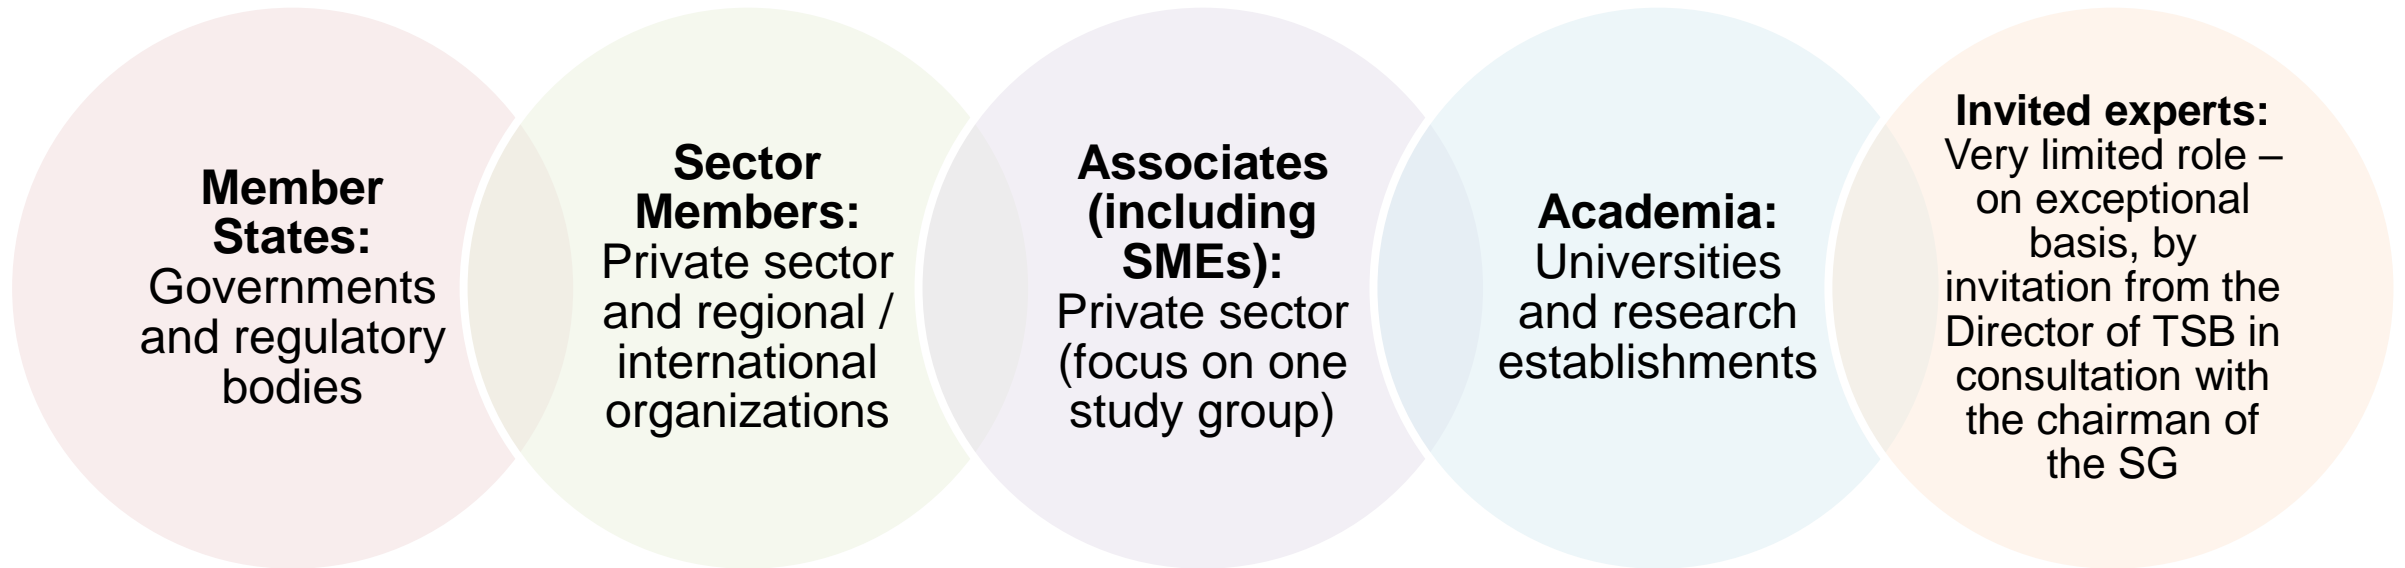 Member
States:
Governments
and regulatory
bodies
Sector
Members:
Private sector
and regional /
international
organizations
Associates
(including
SMEs):
Private sector
(focus on one
study group)
Academia:
Universities
and research
establishments
Invited experts:
Very limited role –
on exceptional
basis, by
invitation from the
Director of TSB in
consultation with
the chairman of
the SG